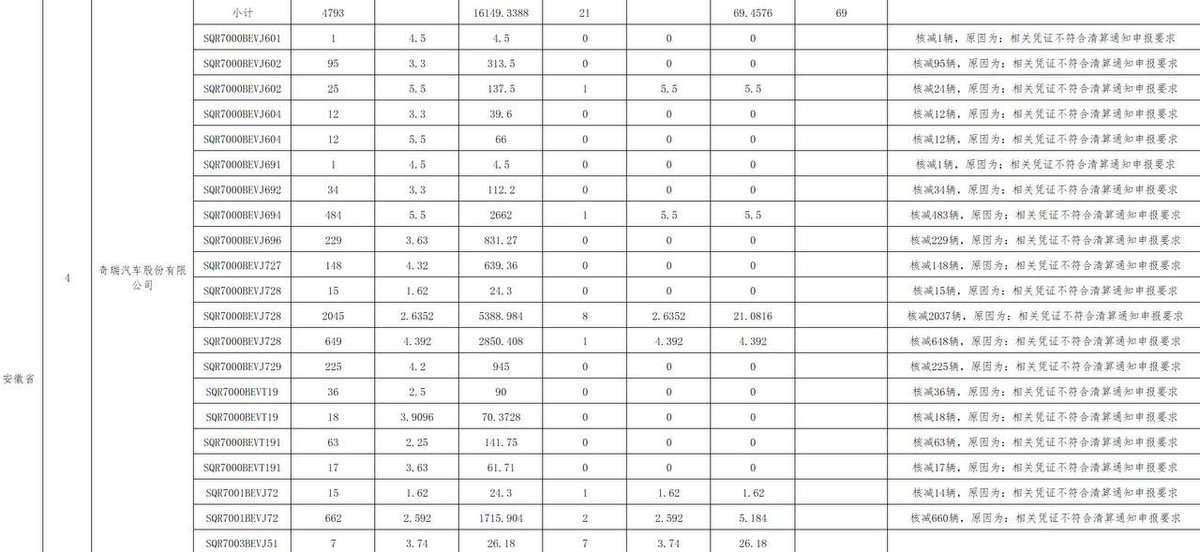 小计 4793 16149.3388 21 69.4576 69
SQR7000BEVJ601 1 4.5 4.5 0 0 0 核减1辆，原因为：相关凭证不符合清算通知申报要求
SQR7000BEVJ602 95 3.3 313.5 0 0 0 核减95辆，原因为：相关凭证不符合清算通知申报要求
SQR7000BEVJ602 25 5.5 137.5 1 5.5 5.5 核减24辆，原因为：相关凭证不符合清算通知申报要求
SQR7000BEVJ604 12 3.3 39.6 0 0 0 核减12辆，原因为：相关凭证不符合清算通知申报要求
SQR7000BEVJ604 12 5.5 66 0 0 0 核减12辆，原因为：相关凭证不符合清算通知申报要求
SQR7000BEVJ691 1 4.5 4.5 0 0 0 核减1辆，原因为：相关凭证不符合清算通知申报要求
SQR7000BEVJ692 34 3.3 112.2 0 0 0 核减34辆，原因为：相关凭证不符合清算通知申报要求
SQR7000BEVJ694 484 5.5 2662 1 5.5 5.5 核减483辆，原因为：相关凭证不符合清算通知申报要求
SQR7000BEVJ696 229 3.63 831.27 0 0 0 核减229辆，原因为：相关凭证不符合清算通知申报要求
4
奇瑞汽车股份有限
公司
SQR7000BEVJ727 148 4.32 639.36 0 0 0 核减148辆，原因为：相关凭证不符合清算通知申报要求
SQR7000BEVJ728 15 1.62 24.3 0 0 0 核减15辆，原因为：相关凭证不符合清算通知申报要求
SQR7000BEVJ728 2045 2.6352 5388.984 8 2.6352 21.0816 核减2037辆，原因为：相关凭证不符合清算通知申报要求
SQR7000BEVJ728 649 4.392 2850.408 1 4.392 4.392 核减648辆，原因为：相关凭证不符合清算通知申报要求
SQR7000BEVJ729 225 4.2 945 0 0 0 核减225辆，原因为：相关凭证不符合清算通知申报要求
安徽省
SQR7000BEVT19 36 2.5 90 0 0 0 核减36辆，原因为：相关凭证不符合清算通知申报要求
SQR7000BEVT19 18 3.9096 70.3728 0 0 0 核减18辆，原因为：相关凭证不符合清算通知申报要求
SQR7000BEVT191 63 2.25 141.75 0 0 0 核减63辆，原因为：相关凭证不符合清算通知申报要求
SQR7000BEVT191 17 3.63 61.71 0 0 0 核减17辆，原因为：相关凭证不符合清算通知申报要求
SQR7001BEVJ72 15 1.62 24.3 1 1.62 1.62 核减14辆，原因为：相关凭证不符合清算通知申报要求
SQR7001BEVJ72 662 2.592 1715.904 2 2.592 5.184 核减660辆，原因为：相关凭证不符合清算通知申报要求
SQR7003BEVJ51 7 3.74 26.18 7 3.74 26.18